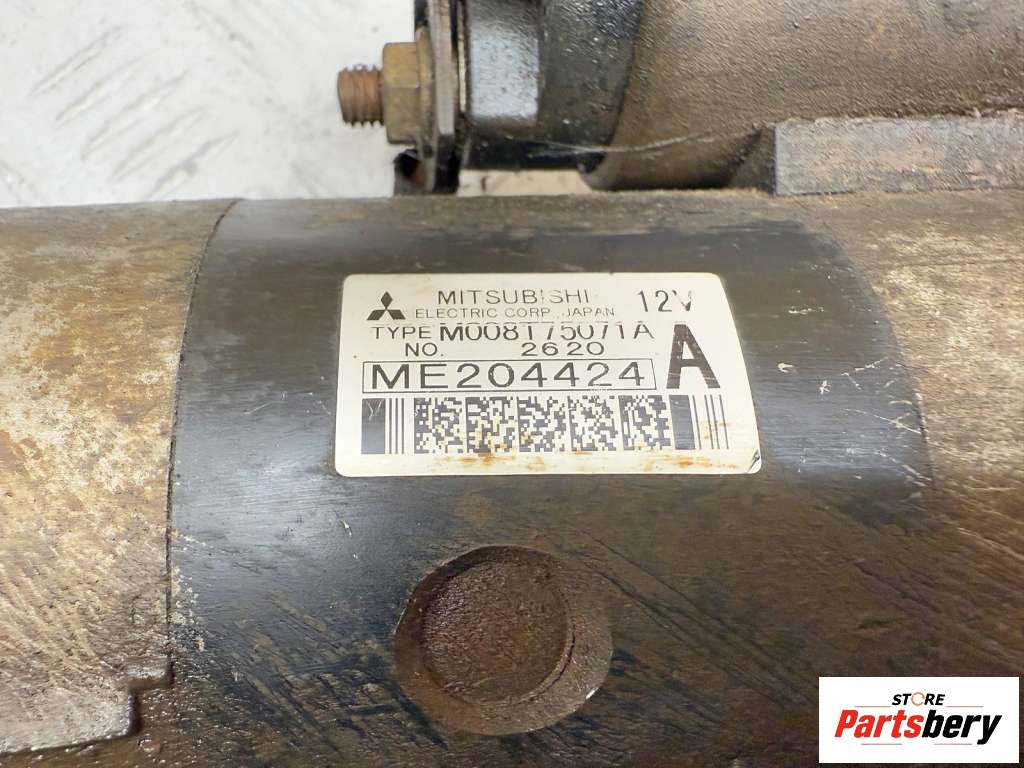 MITSUBISHI 12V
ELECTRIC CORP., JAPAN
TYPE M008T75071A
NO. 2620 A
ME204424
STORE
Partsbery